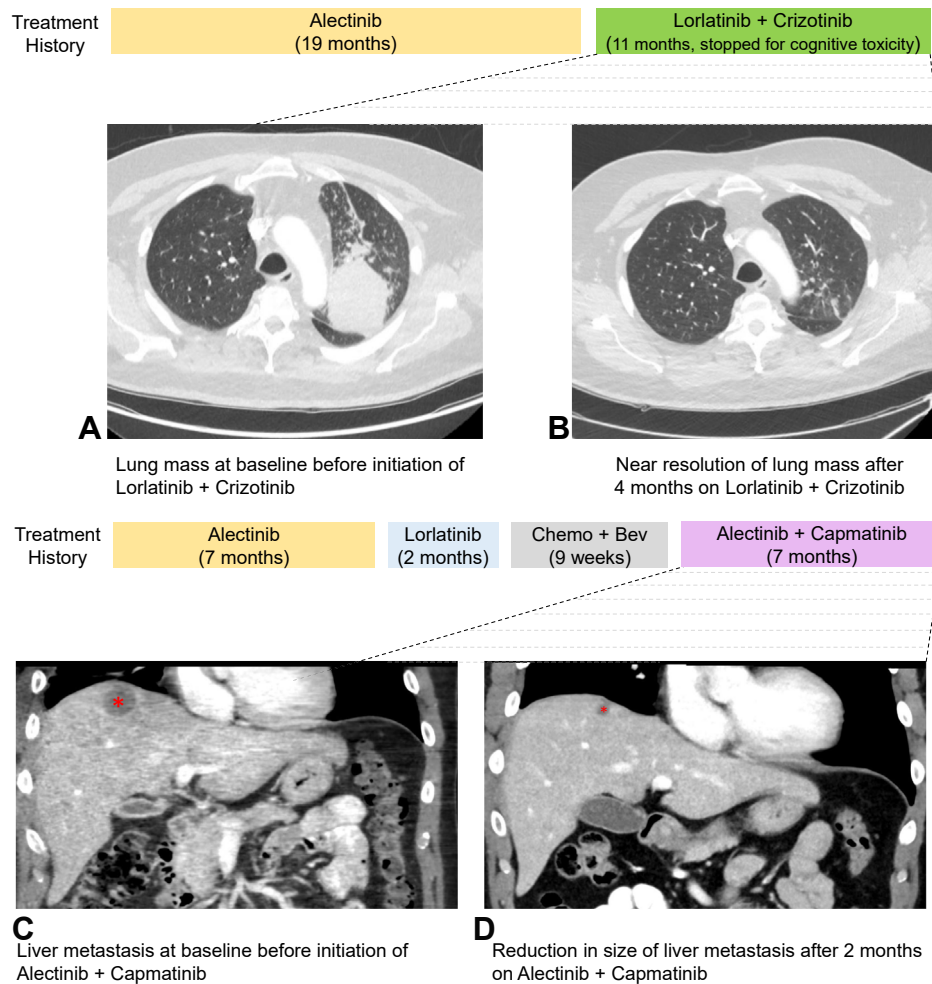 Treatment
History
Alectinib
(19 months)
Lorlatinib + Crizotinib
(11 months, stopped for cognitive toxicity)
A
B
Lung mass at baseline before initiation of
Lorlatinib + Crizotinib
Near resolution of lung mass after
4 months on Lorlatinib + Crizotinib
Treatment
History
Alectinib
(7 months)
Lorlatinib
(2 months)
Chemo + Bev
(9 weeks)
Alectinib + Capmatinib
(7 months)
*
*
C
D
Liver metastasis at baseline before initiation of
Alectinib + Capmatinib
Reduction in size of liver metastasis after 2 months
on Alectinib + Capmatinib